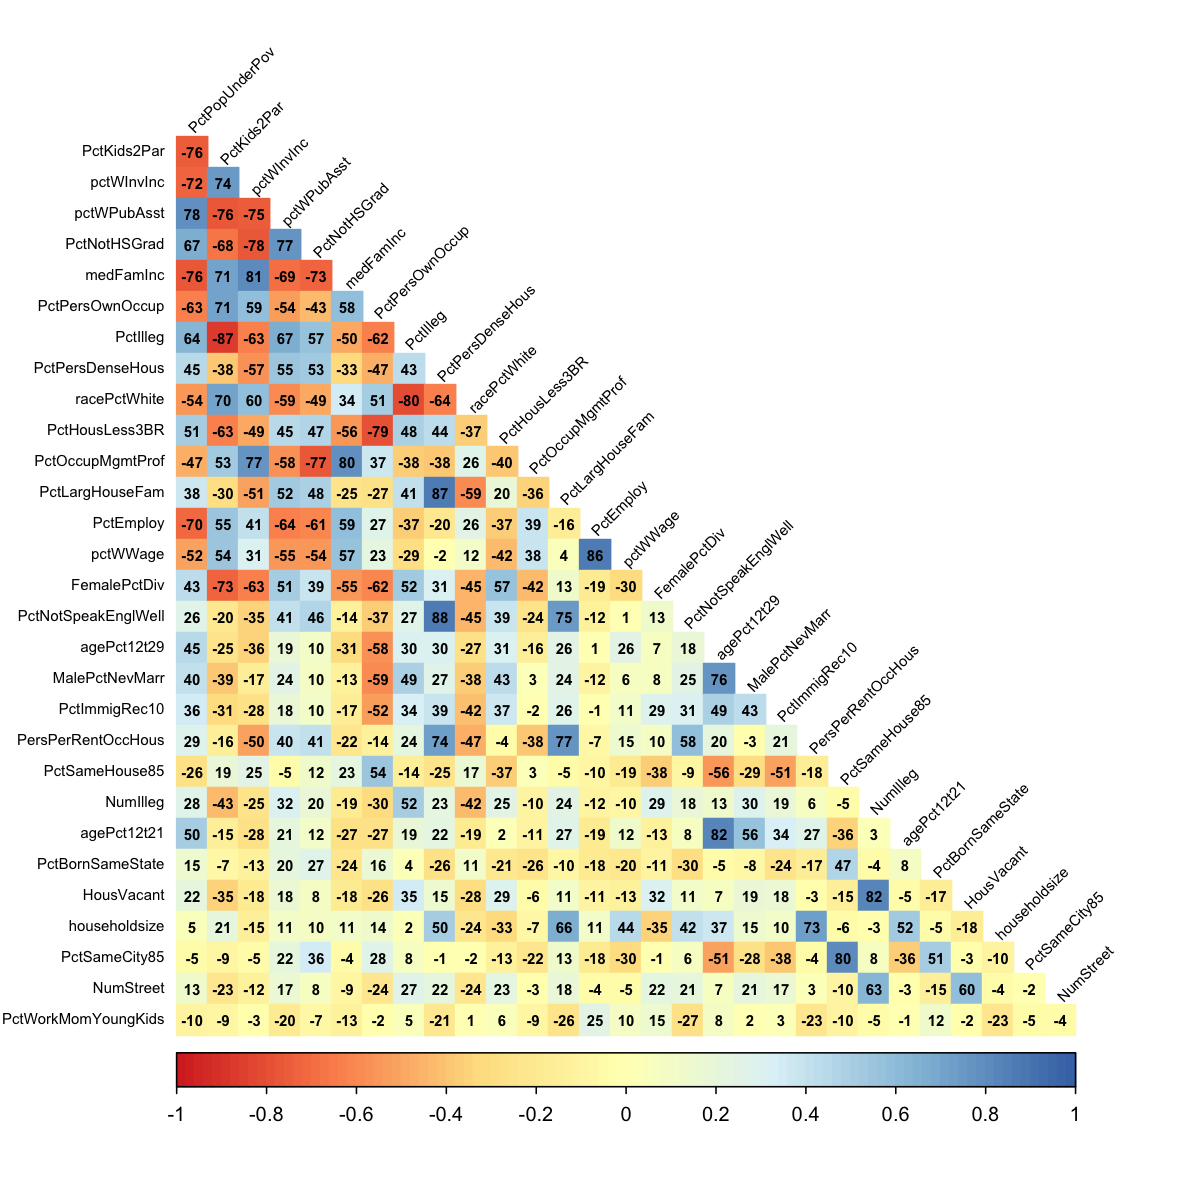 PctPopUnderPov
PctKids2Par -76 PctKids2Par
pctWInvInc -72 74 pctWInvInc
pctWPubAsst 78 -76 -75 pctWPubAsst
PctNotHSGrad 67 -68 -78 77 PctNotHSGrad
medFamInc -76 71 81 -69 -73 medFamInc
PctPersOwnOccup -63 71 59 -54 -43 58 PctPersOwnOccup
PctIlleg 64 -87 -63 67 57 -50 -62 PctIlleg
PctPersDenseHous 45 -38 -57 55 53 -33 -47 43 PctPersDenseHous
racePctWhite -54 70 60 -59 -49 34 51 -80 -64 racePctWhite
PctHousLess3BR 51 -63 -49 45 47 -56 -79 48 44 -37 PctHousLess3BR
PctOccupMgmtProf -47 53 77 -58 -77 80 37 -38 -38 26 -40 PctOccupMgmtProf
PctLargHouseFam 38 -30 -51 52 48 -25 -27 41 87 -59 20 -36 PctLargHouseFam
PctEmploy -70 55 41 -64 -61 59 27 -37 -20 26 -37 39 -16 PctEmploy
pctWWage -52 54 31 -55 -54 57 23 -29 -2 12 -42 38 4 86 pctWWage
FemalePctDiv 43 -73 -63 51 39 -55 -62 52 31 -45 57 -42 13 -19 -30 FemalePctDiv
PctNotSpeakEnglWell 26 -20 -35 41 46 -14 -37 27 88 -45 39 -24 75 -12 1 13 PctNotSpeakEnglWell
agePct12t29 45 -25 -36 19 10 -31 -58 30 30 -27 31 -16 26 1 26 7 18 agePct12t29
MalePctNevMarr 40 -39 -17 24 10 -13 -59 49 27 -38 43 3 24 -12 6 8 25 76 MalePctNevMarr
PctImmigRec10 36 -31 -28 18 10 -17 -52 34 39 -42 37 -2 26 -1 11 29 31 49 43 PctImmigRec10
PersPerRentOccHous 29 -16 -50 40 41 -22 -14 24 74 -47 -4 -38 77 -7 15 10 58 20 -3 21 PersPerRentOccHous
PctSameHouse85 -26 19 25 -5 12 23 54 -14 -25 17 -37 3 -5 -10 -19 -38 -9 -56 -29 -51 -18 PctSameHouse85
NumIlleg 28 -43 -25 32 20 -19 -30 52 23 -42 25 -10 24 -12 -10 29 18 13 30 19 6 -5 NumIlleg
agePct12t21 50 -15 -28 21 12 -27 -27 19 22 -19 2 -11 27 -19 12 -13 8 82 56 34 27 -36 3 agePct12t21
PctBornSameState 15 -7 -13 20 27 -24 16 4 -26 11 -21 -26 -10 -18 -20 -11 -30 -5 -8 -24 -17 47 -4 8 PctBornSameState
HousVacant 22 -35 -18 18 8 -18 -26 35 15 -28 29 -6 11 -11 -13 32 11 7 19 18 -3 -15 82 -5 -17 HousVacant
householdsize 5 21 -15 11 10 11 14 2 50 -24 -33 -7 66 11 44 -35 42 37 15 10 73 -6 -3 52 -5 -18 householdsize
PctSameCity85 -5 -9 -5 22 36 -4 28 8 -1 -2 -13 -22 13 -18 -30 -1 6 -51 -28 -38 -4 80 8 -36 51 -3 -10 PctSameCity85
NumStreet 13 -23 -12 17 8 -9 -24 27 22 -24 23 -3 18 -4 -5 22 21 7 21 17 3 -10 63 -3 -15 60 -4 -2 NumStreet
PctWorkMomYoungKids -10 -9 -3 -20 -7 -13 -2 5 -21 1 6 -9 -26 25 10 15 -27 8 2 3 -23 -10 -5 -1 12 -2 -23 -5 -4
-1 -0.8 -0.6 -0.4 -0.2 0 0.2 0.4 0.6 0.8 1